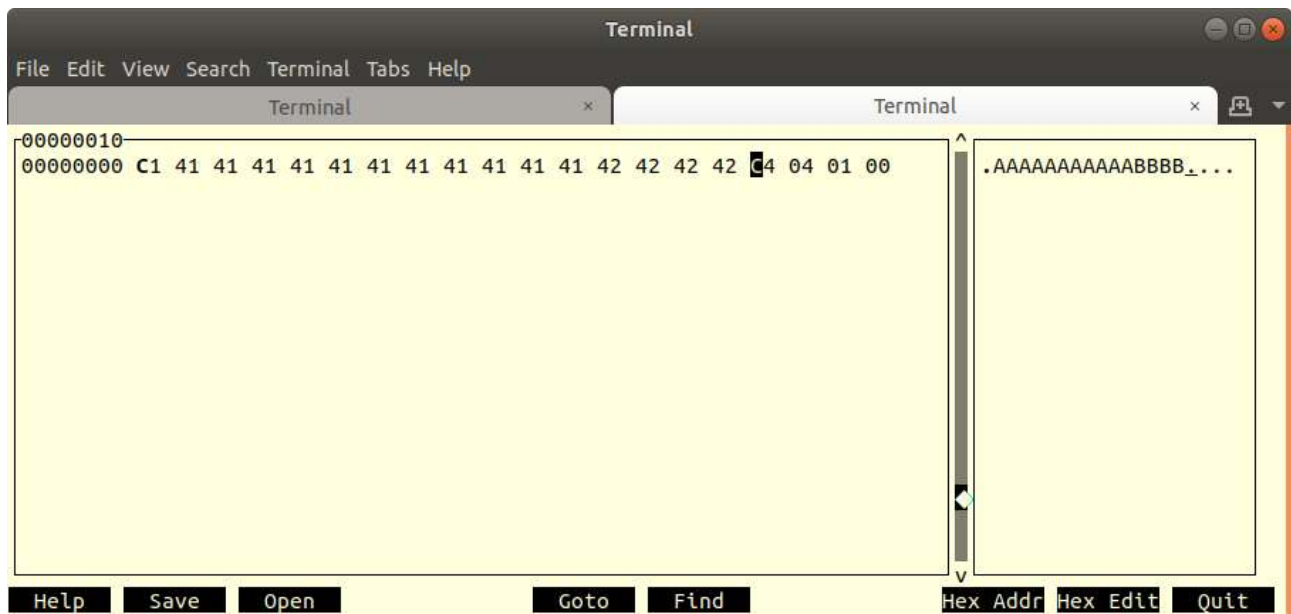 Terminal
File Edit View Search Terminal Tabs Help
Terminal × Terminal ×
00000010
00000000 C1 41 41 41 41 41 41 41 41 41 41 41 42 42 42 42 C4 04 01 00 .AAAAAAAAAAABBBB....
Help Save Open Goto Find Hex Addr Hex Edit Quit